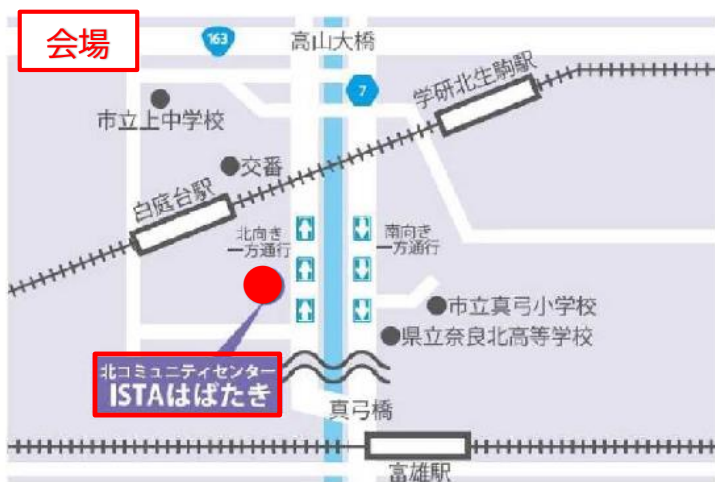 会場
163
高山大橋
7
学研北生駒駅
市立上中学校
交番
白庭台駅
北向き
一方通行
南向き
一方通行
市立真弓小学校
県立奈良北高等学校
北コミュニティセンター
ISTAはばたき
真弓橋
富雄駅